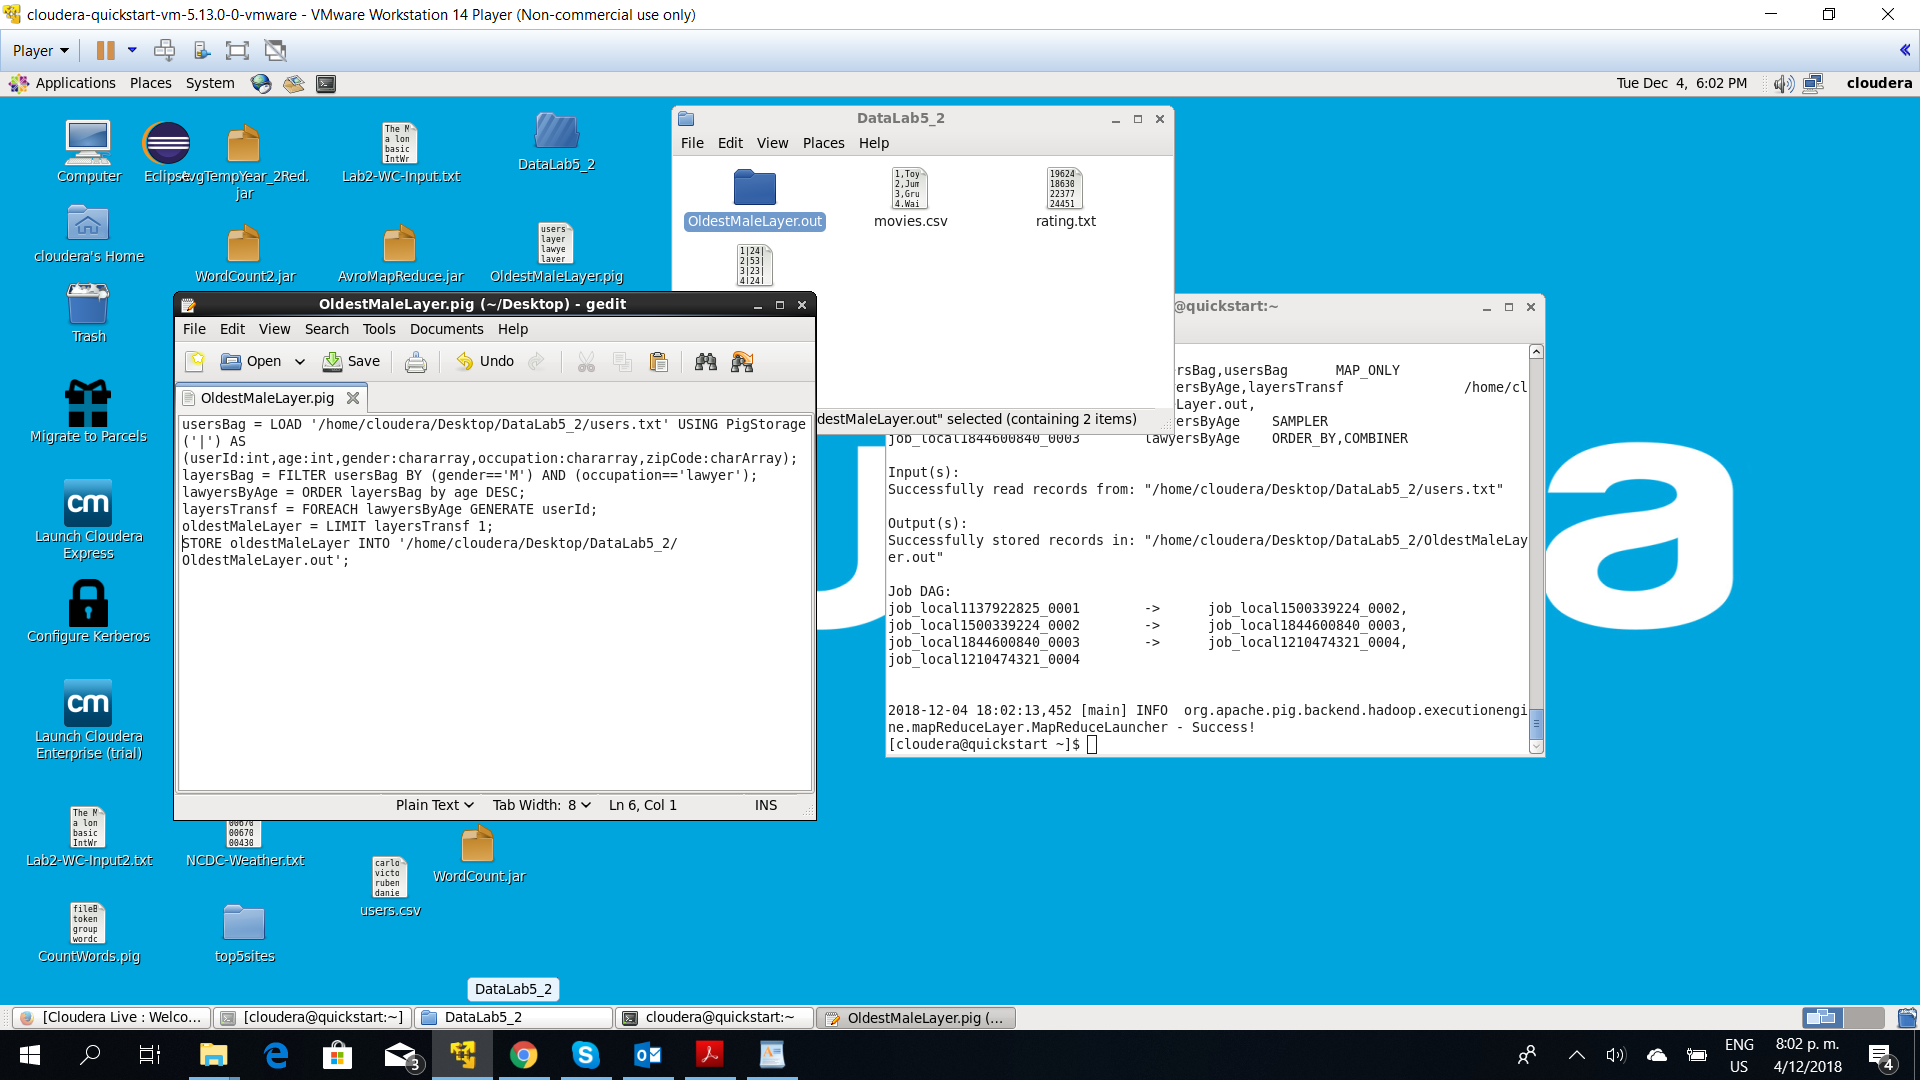 cloudera-quickstart-vm-5.13.0-0-vmware - VMware Workstation 14 Player (Non-commercial use only)
Player
Applications Places System
Tue Dec 4, 6:02 PM
cloudera
Computer
Eclipse
AvgTempYear_2Red.
jar
Lab2-WC-Input.txt
DataLab5_2
cloudera's Home
WordCount2.jar
AvroMapReduce.jar
OldestMaleLayer.pig
Trash
Migrate to Parcels
Launch Cloudera
Express
Configure Kerberos
Launch Cloudera
Enterprise (trial)
Lab2-WC-Input2.txt
NCDC-Weather.txt
users.csv
WordCount.jar
CountWords.pig
top5sites
DataLab5_2
File Edit View Places Help
OldestMaleLayer.out
movies.csv
rating.txt
destMaleLayer.out" selected (containing 2 items)
OldestMaleLayer.pig (~/Desktop) - gedit
File Edit View Search Tools Documents Help
Open Save Undo
OldestMaleLayer.pig
usersBag = LOAD '/home/cloudera/Desktop/DataLab5_2/users.txt' USING PigStorage
('|') AS
(userId:int,age:int,gender:chararray,occupation:chararray,zipCode:charArray);
layersBag = FILTER usersBag BY (gender=='M') AND (occupation=='lawyer');
lawyersByAge = ORDER layersBag by age DESC;
layersTransf = FOREACH lawyersByAge GENERATE userId;
oldestMaleLayer = LIMIT layersTransf 1;
STORE oldestMaleLayer INTO '/home/cloudera/Desktop/DataLab5_2/
OldestMaleLayer.out';
Plain Text Tab Width: 8 Ln 6, Col 1 INS
@quickstart:~
ersBag,usersBag MAP_ONLY
ersByAge,layersTransf /home/cl
Layer.out,
ersByAge SAMPLER
job_local1844600840_0003 lawyersByAge ORDER_BY,COMBINER
Input(s):
Successfully read records from: "/home/cloudera/Desktop/DataLab5_2/users.txt"
Output(s):
Successfully stored records in: "/home/cloudera/Desktop/DataLab5_2/OldestMaleLay
er.out"
Job DAG:
job_local1137922825_0001 -> job_local1500339224_0002,
job_local1500339224_0002 -> job_local1844600840_0003,
job_local1844600840_0003 -> job_local1210474321_0004,
job_local1210474321_0004
2018-12-04 18:02:13,452 [main] INFO org.apache.pig.backend.hadoop.executionengi
ne.mapReduceLayer.MapReduceLauncher - Success!
[cloudera@quickstart ~]$
DataLab5_2
[Cloudera Live : Welco...
[cloudera@quickstart:~]
DataLab5_2
cloudera@quickstart:~
OldestMaleLayer.pig (...
ENG
US
8:02 p. m.
4/12/2018